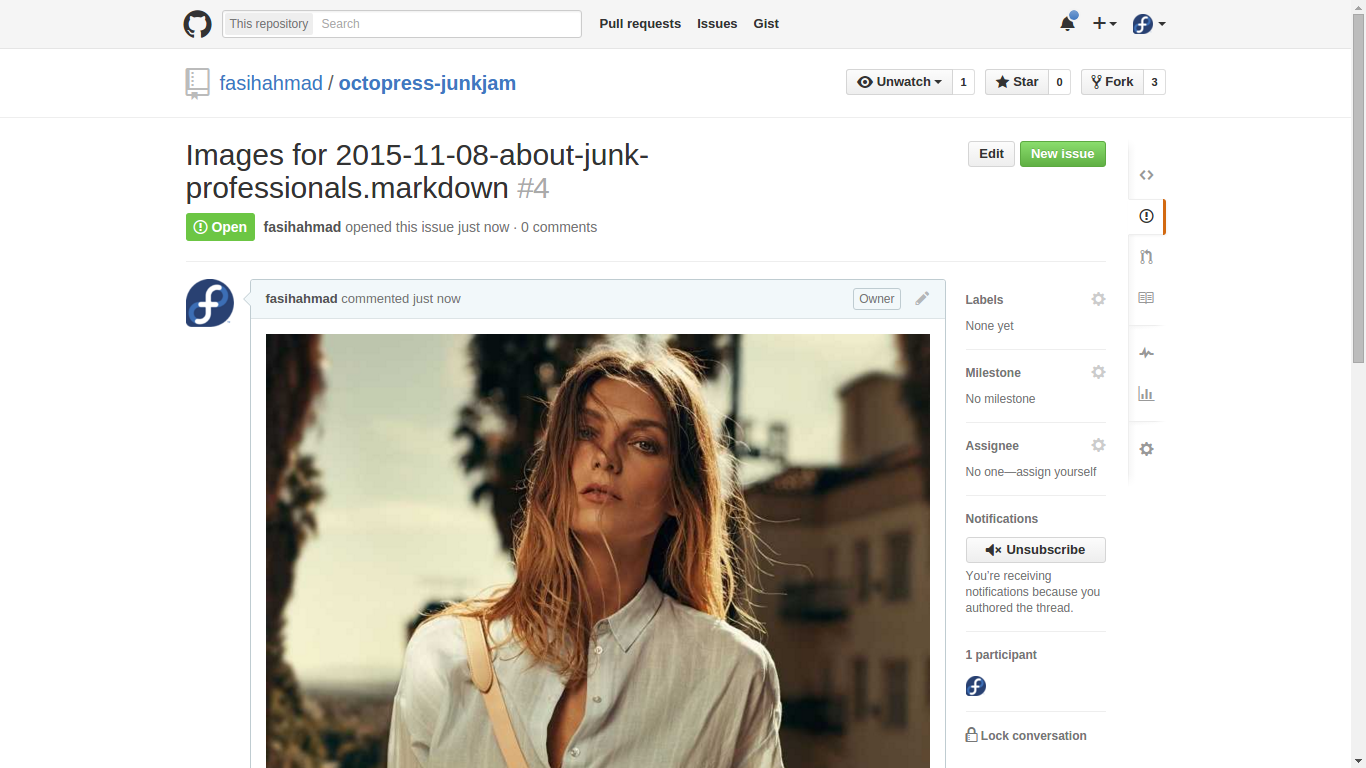 This repository Search Pull requests Issues Gist
fasihahmad / octopress-junkjam Unwatch 1 Star 0 Fork 3
Images for 2015-11-08-about-junk-
professionals.markdown #4
Edit New issue
Open fasihahmad opened this issue just now · 0 comments
fasihahmad commented just now Owner
Labels
None yet
Milestone
No milestone
Assignee
No one—assign yourself
Notifications
Unsubscribe
You're receiving
notifications because you
authored the thread.
1 participant
Lock conversation